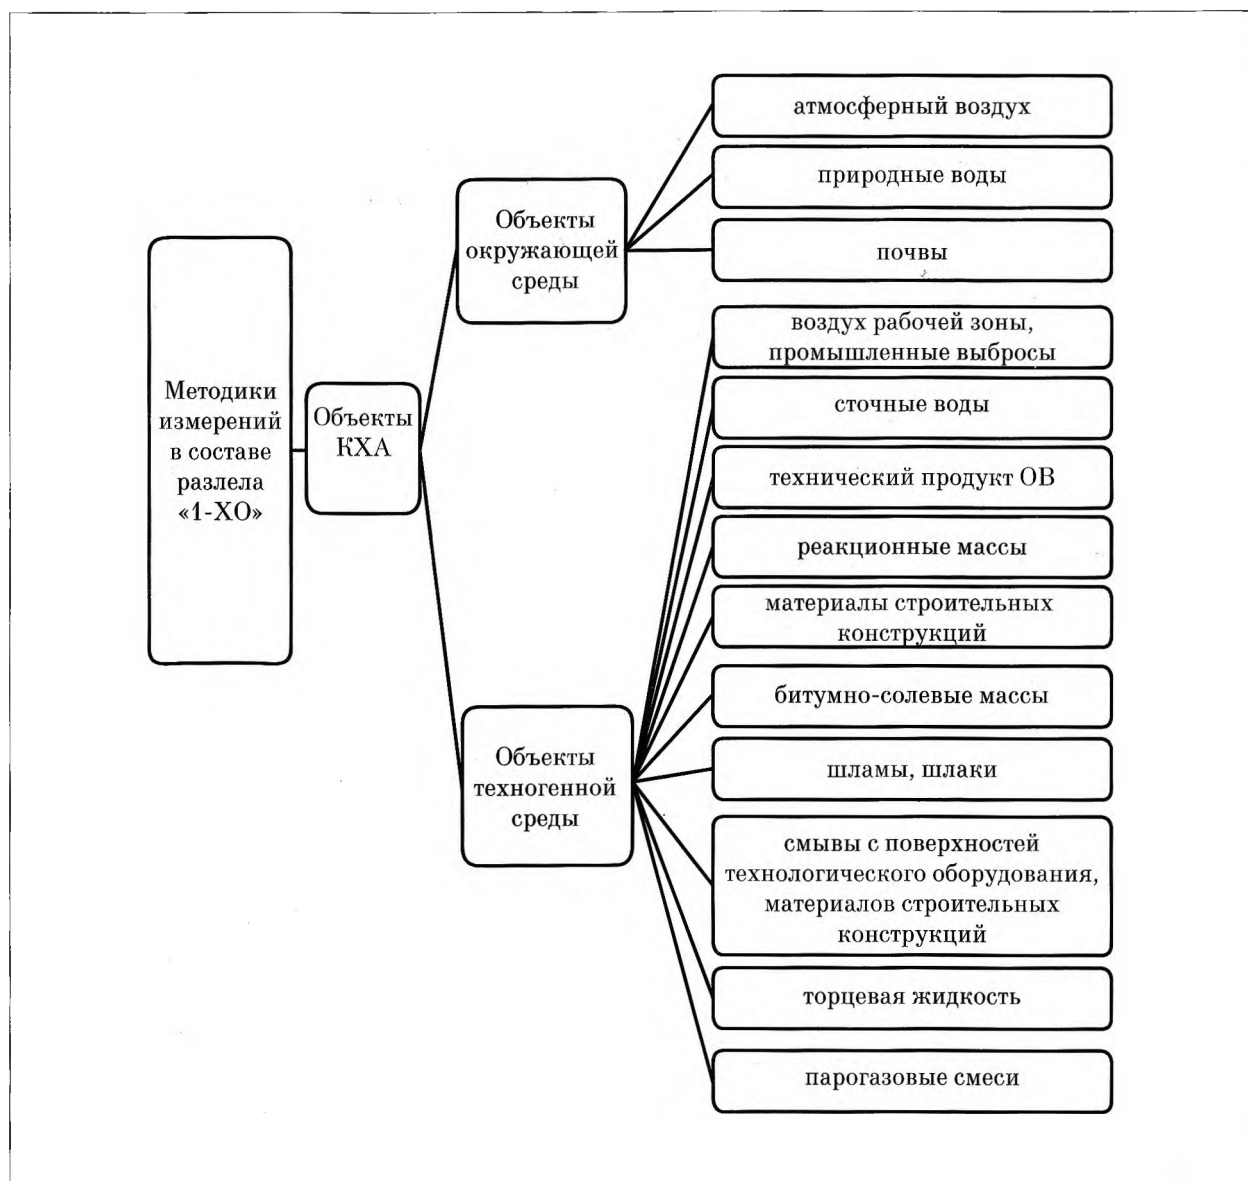 Методики
измерений
в составе
разлела
«1-ХО»
Объекты
КХА
Объекты
окружающей
среды
атмосферный воздух
природные воды
почвы
Объекты
техногенной
среды
воздух рабочей зоны,
промышленные выбросы
сточные воды
технический продукт ОВ
реакционные массы
материалы строительных
конструкций
битумно-солевые массы
шламы, шлаки
смывы с поверхностей
технологического оборудования,
материалов строительных
конструкций
торцевая жидкость
парогазовые смеси